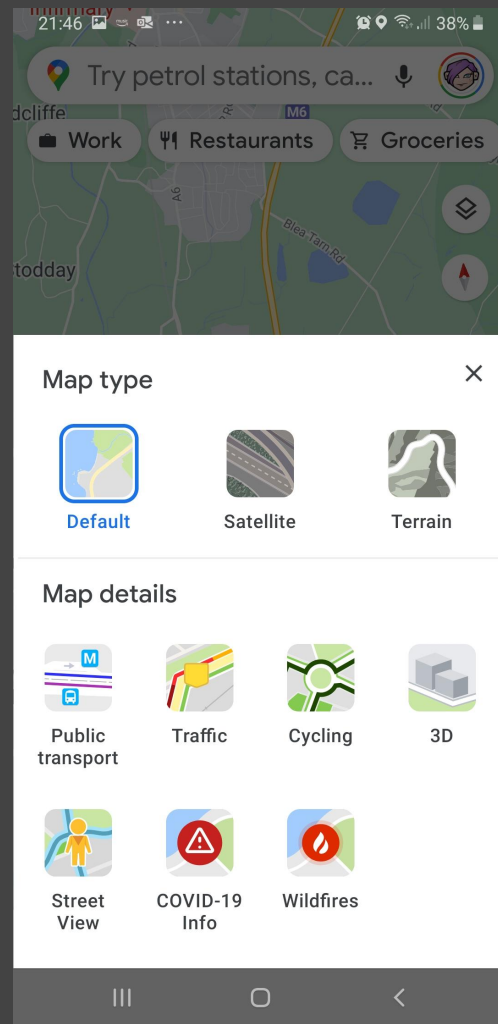 Infirmary
21:46
38%
Try petrol stations, ca...
dcliffe
M6
Work
Restaurants
Groceries
A6
Blea Tarn Rd
todday
Map type
Default
Satellite
Terrain
Map details
M
Public
transport
Traffic
Cycling
3D
Street
View
COVID-19
Info
Wildfires